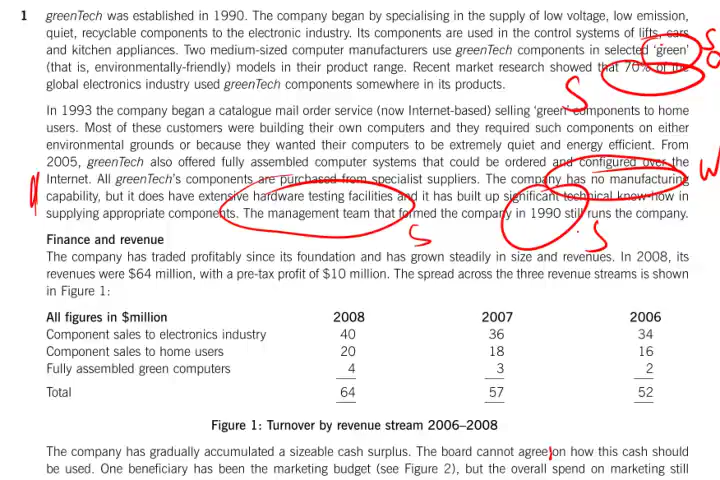 1 greenTech was established in 1990. The company began by specialising in the supply of low voltage, low emission,
quiet, recyclable components to the electronic industry. Its components are used in the control systems of lifts, cars
and kitchen appliances. Two medium-sized computer manufacturers use greenTech components in selected ‘green’
S
(that is, environmentally-friendly) models in their product range. Recent market research showed that 70% of the
O
global electronics industry used greenTech components somewhere in its products.
S
In 1993 the company began a catalogue mail order service (now Internet-based) selling ‘green’ components to home
users. Most of these customers were building their own computers and they required such components on either
environmental grounds or because they wanted their computers to be extremely quiet and energy efficient. From
2005, greenTech also offered fully assembled computer systems that could be ordered and configured over the
W
Internet. All greenTech’s components are purchased from specialist suppliers. The company has no manufacturing
capability, but it does have extensive hardware testing facilities and it has built up significant technical know-how in
supplying appropriate components. The management team that formed the company in 1990 still runs the company.
S
S
Finance and revenue
The company has traded profitably since its foundation and has grown steadily in size and revenues. In 2008, its
revenues were $64 million, with a pre-tax profit of $10 million. The spread across the three revenue streams is shown
in Figure 1:
All figures in $million 2008 2007 2006
Component sales to electronics industry 40 36 34
Component sales to home users 20 18 16
Fully assembled green computers 4 3 2
Total 64 57 52
Figure 1: Turnover by revenue stream 2006–2008
The company has gradually accumulated a sizeable cash surplus. The board cannot agree on how this cash should
be used. One beneficiary has been the marketing budget (see Figure 2), but the overall spend on marketing still